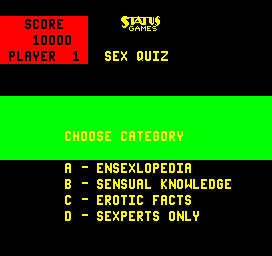 SCORE
10000
PLAYER 1
STATUS
GAMES
SEX QUIZ
CHOOSE CATEGORY
A - ENSEXLOPEDIA
B - SENSUAL KNOWLEDGE
C - EROTIC FACTS
D - SEXPERTS ONLY